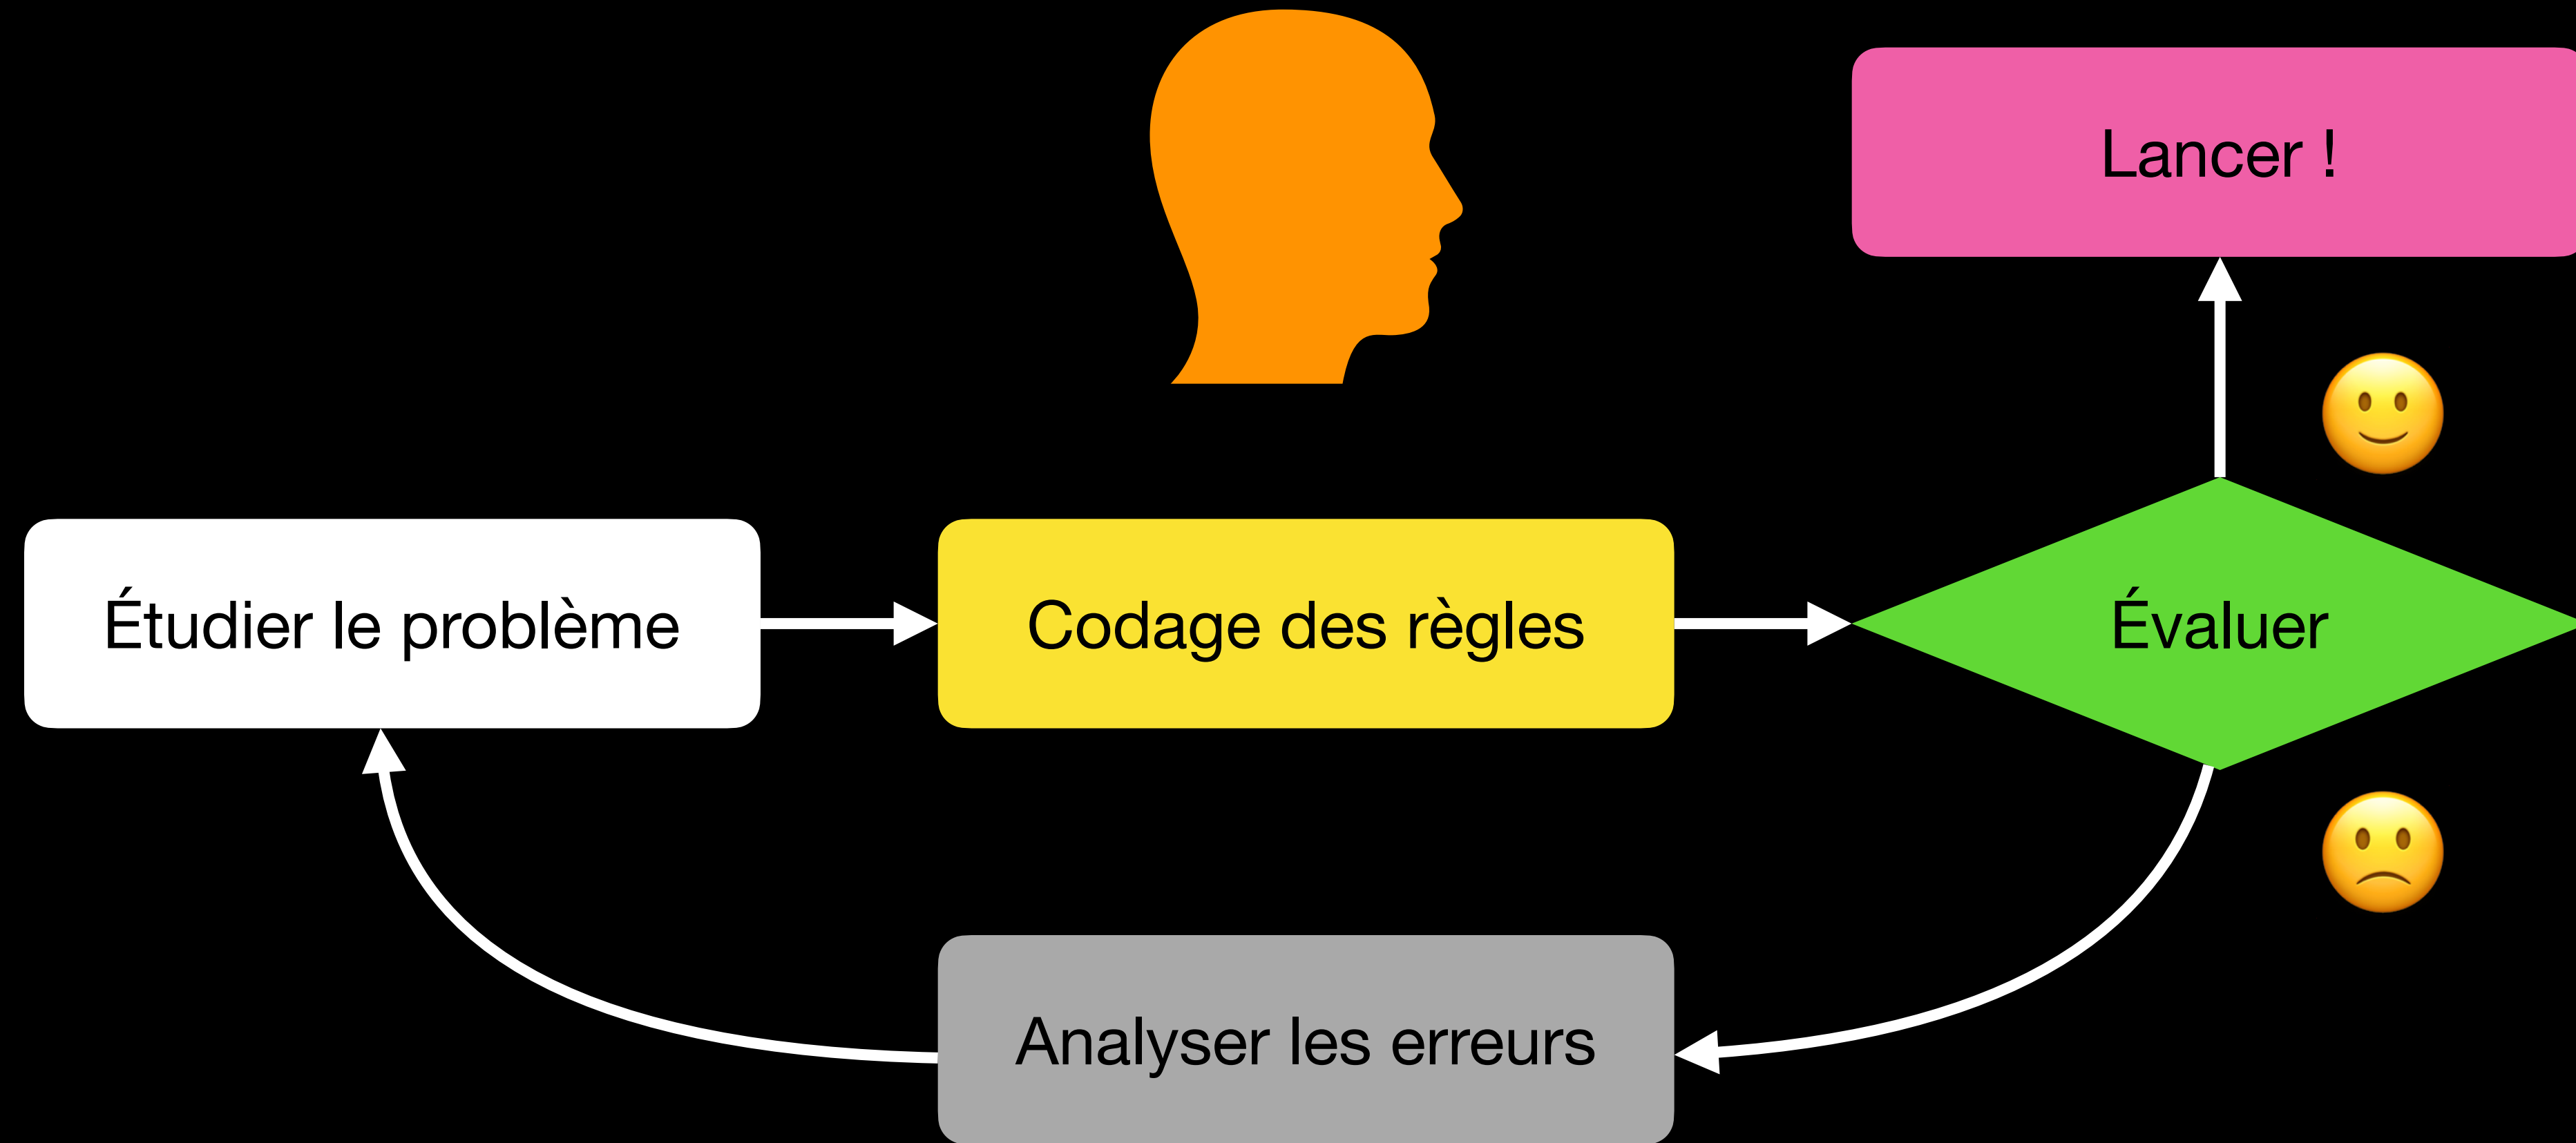 Lancer !
Étudier le problème
Codage des règles
Évaluer
Analyser les erreurs